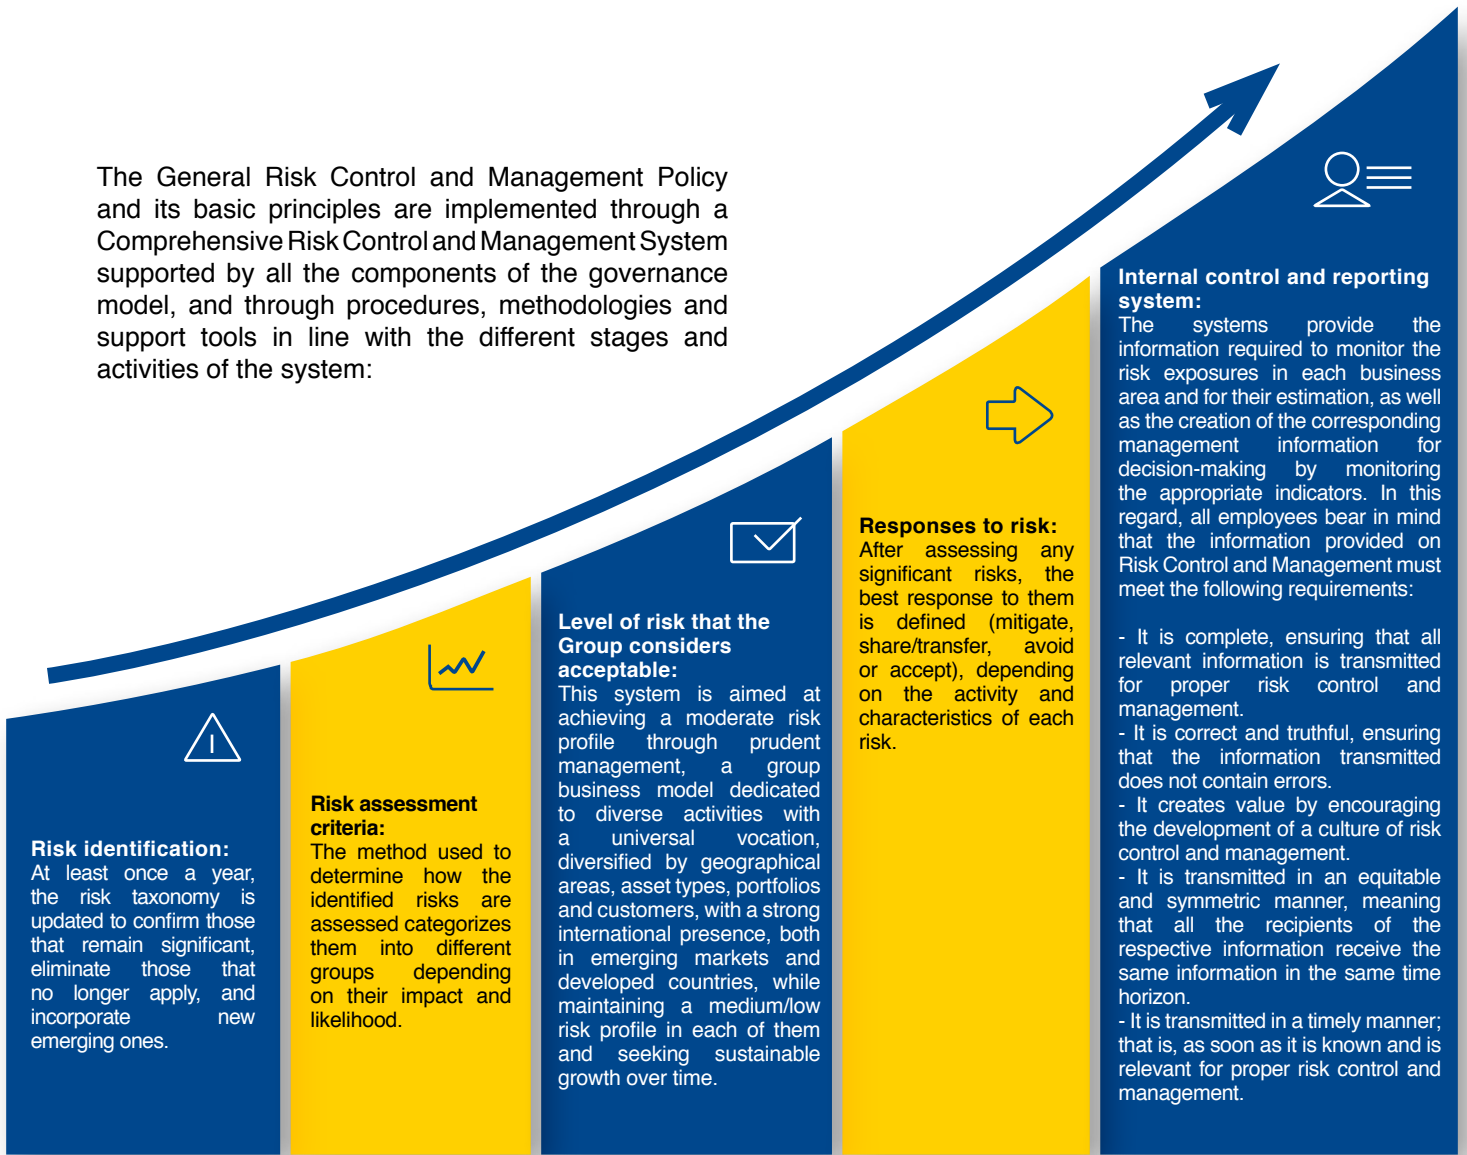 The General Risk Control and Management Policy
and its basic principles are implemented through a
Comprehensive Risk Control and Management System
supported by all the components of the governance
model, and through procedures, methodologies and
support tools in line with the different stages and
activities of the system:
Risk identification:
At least once a year,
the risk taxonomy is
updated to confirm those
that remain significant,
eliminate those that
no longer apply, and
incorporate new
emerging ones.
Risk assessment
criteria:
The method used to
determine how the
identified risks are
assessed categorizes
them into different
groups depending
on their impact and
likelihood.
Level of risk that the
Group considers
acceptable:
This system is aimed at
achieving a moderate risk
profile through prudent
management, a group
business model dedicated
to diverse activities with
a universal vocation,
diversified by geographical
areas, asset types, portfolios
and customers, with a strong
international presence, both
in emerging markets and
developed countries, while
maintaining a medium/low
risk profile in each of them
and seeking sustainable
growth over time.
Responses to risk:
After assessing any
significant risks, the
best response to them
is defined (mitigate,
share/transfer, avoid
or accept), depending
on the activity and
characteristics of each
risk.
Internal control and reporting
system:
The systems provide the
information required to monitor the
risk exposures in each business
area and for their estimation, as well
as the creation of the corresponding
management information for
decision-making by monitoring
the appropriate indicators. In this
regard, all employees bear in mind
that the information provided on
Risk Control and Management must
meet the following requirements:
- It is complete, ensuring that all
relevant information is transmitted
for proper risk control and
management.
- It is correct and truthful, ensuring
that the information transmitted
does not contain errors.
- It creates value by encouraging
the development of a culture of risk
control and management.
- It is transmitted in an equitable
and symmetric manner, meaning
that all the recipients of the
respective information receive the
same information in the same time
horizon.
- It is transmitted in a timely manner;
that is, as soon as it is known and is
relevant for proper risk control and
management.